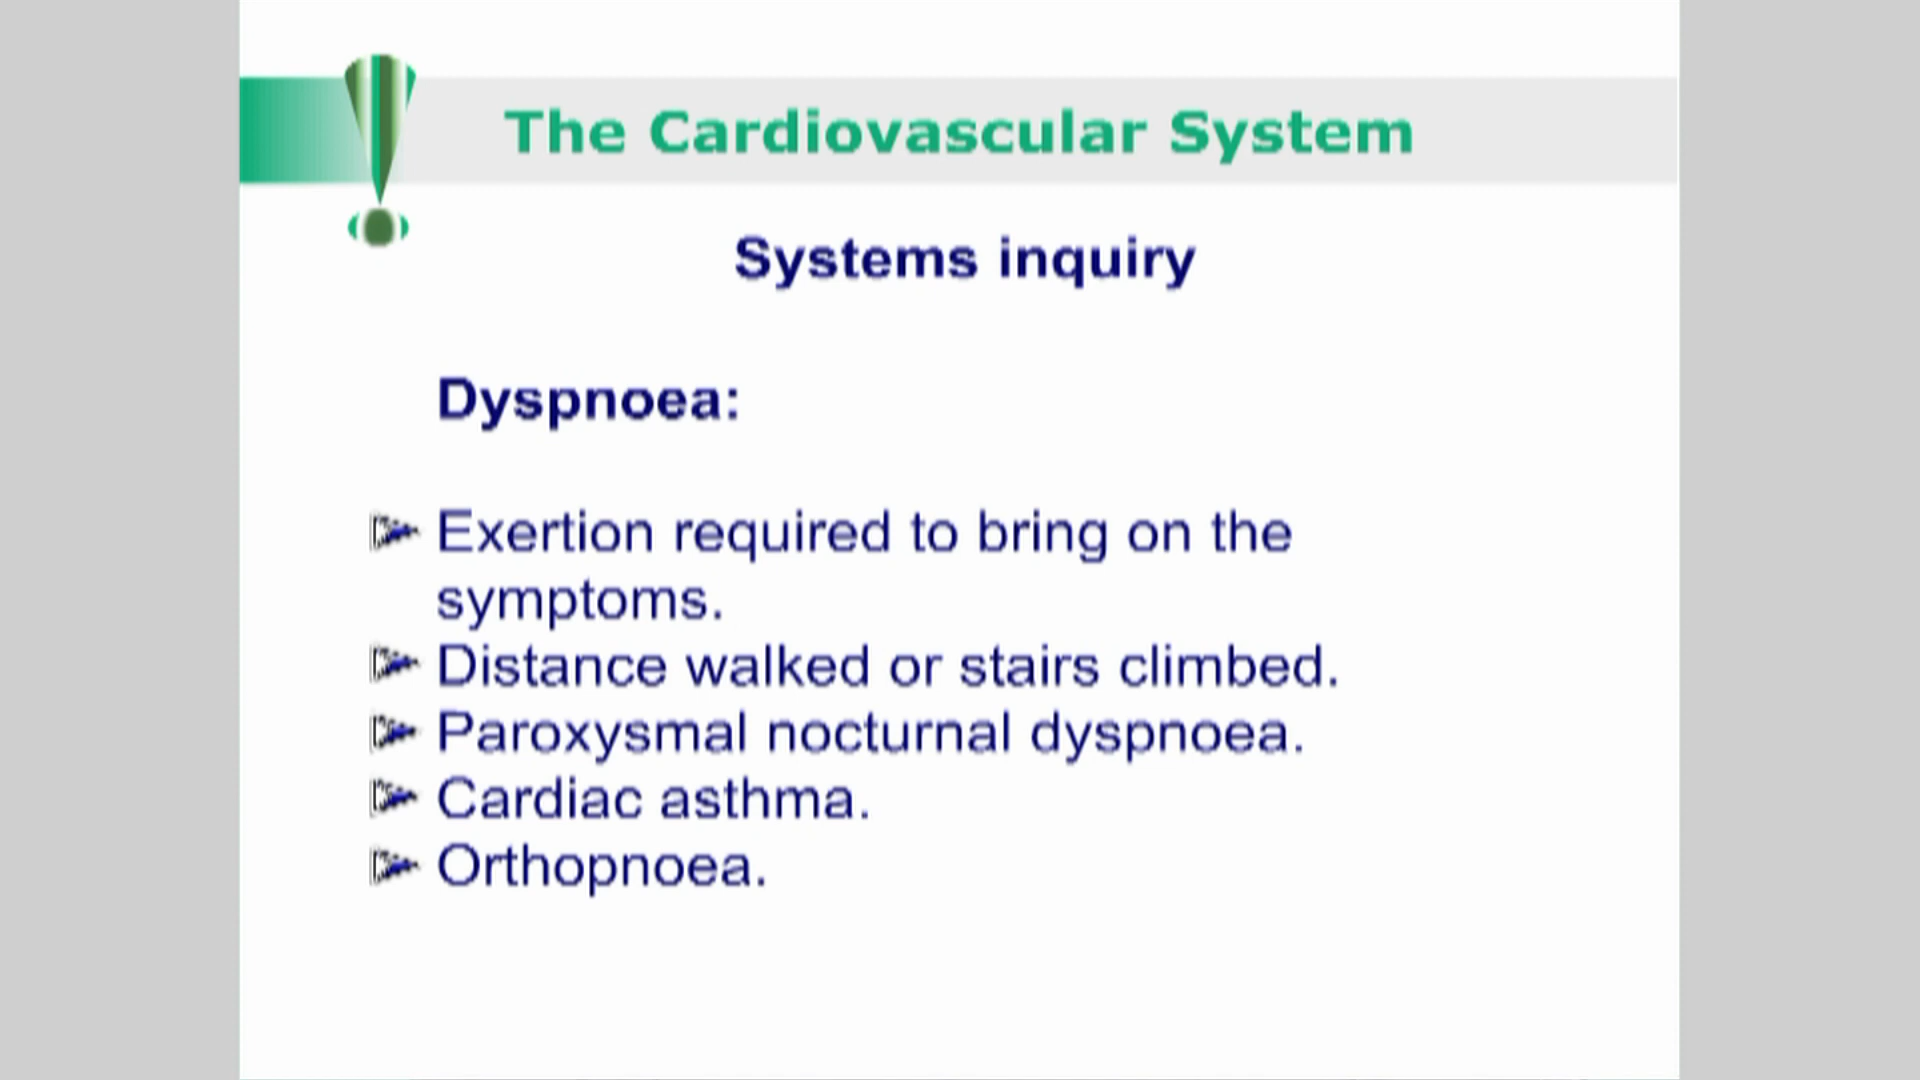 The Cardiovascular System
Systems inquiry
Dyspnoea:
Exertion required to bring on the
symptoms.
Distance walked or stairs climbed.
Paroxysmal nocturnal dyspnoea.
Cardiac asthma.
Orthopnoea.